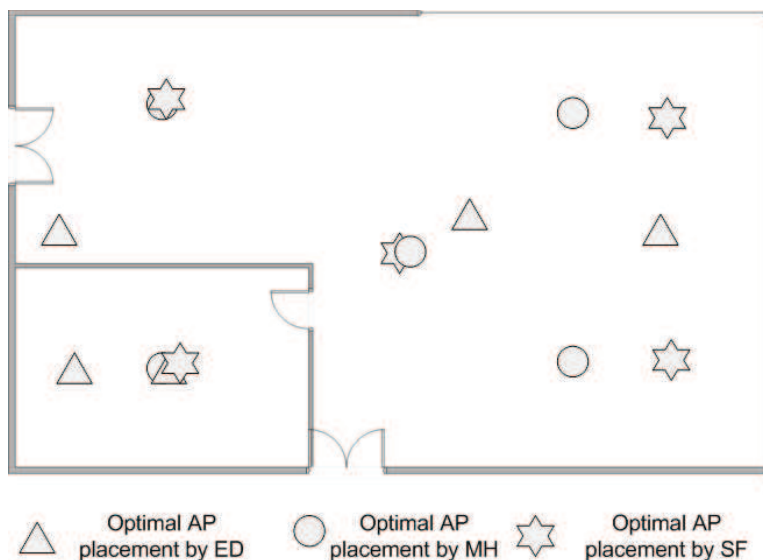 Optimal AP
placement by ED
Optimal AP
placement by MH
Optimal AP
placement by SF